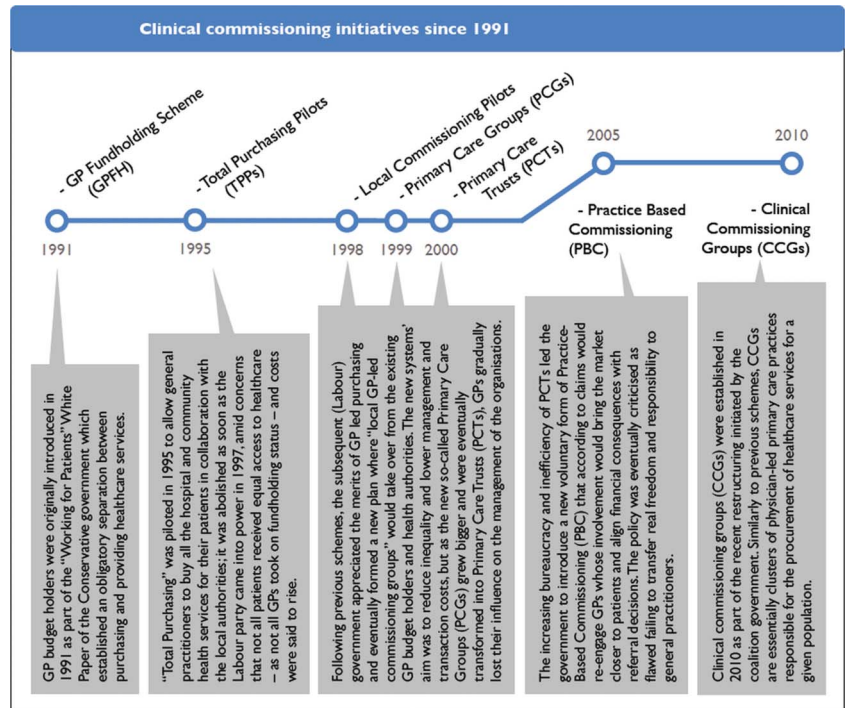 Clinical commissioning initiatives since 1991
- GP Fundholding Scheme
(GPFH)
- Total Purchasing Pilots
(TPPs)
- Local Commissioning Pilots
- Primary Care Groups (PCGs)
- Primary Care
Trusts (PCTs)
2005
2010
1991
1995
1998
1999
2000
- Practice Based
Commissioning
(PBC)
- Clinical
Commissioning
Groups (CCGs)
GP budget holders were originally introduced in
1991 as part of the “Working for Patients” White
Paper of the Conservative government which
established an obligatory separation between
purchasing and providing healthcare services.
“Total Purchasing” was piloted in 1995 to allow general
practitioners to buy all the hospital and community
health services for their patients in collaboration with
the local authorities; it was abolished as soon as the
Labour party came into power in 1997, amid concerns
that not all patients received equal access to healthcare
– as not all GPs took on fundholding status – and costs
were said to rise.
Following previous schemes, the subsequent (Labour)
government appreciated the merits of GP led purchasing
and eventually formed a new plan where “local GP-led
commissioning groups” would take over from the existing
GP budget holders and health authorities. The new systems’
aim was to reduce inequality and lower management and
transaction costs, but as the new so-called Primary Care
Groups (PCGs) grew bigger and were eventually
transformed into Primary Care Trusts (PCTs), GPs gradually
lost their influence on the management of the organisations.
The increasing bureaucracy and inefficiency of PCTs led the
government to introduce a new voluntary form of Practice-
Based Commissioning (PBC) that according to claims would
re-engage GPs whose involvement would bring the market
closer to patients and align financial consequences with
referral decisions. The policy was eventually criticised as
flawed failing to transfer real freedom and responsibility to
general practitioners.
Clinical commissioning groups (CCGs) were established in
2010 as part of the recent restructuring initiated by the
coalition government. Similarly to previous schemes, CCGs
are essentially clusters of physician-led primary care practices
responsible for the procurement of healthcare services for a
given population.